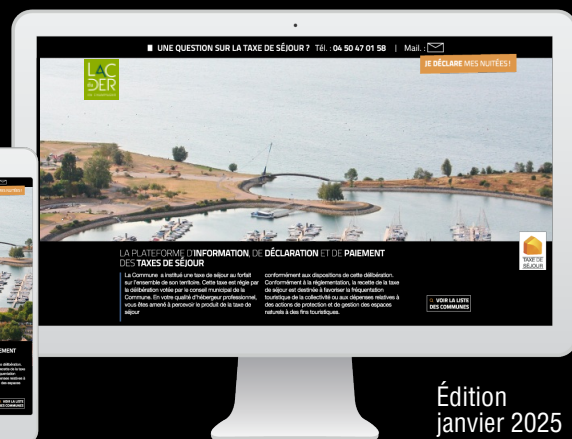 UNE QUESTION SUR LA TAXE DE SÉJOUR ? Tél. : 04 50 47 01 58 | Mail. :
JE DÉCLARE MES NUITÉES !
LAC
du
DER
EN CHAMPAGNE
LA PLATEFORME D'INFORMATION, DE DÉCLARATION ET DE PAIEMENT
DES TAXES DE SÉJOUR
La Commune a institué une taxe de séjour au forfait
sur l'ensemble de son territoire. Cette taxe est régie par
la délibération votée par le conseil municipal de la
Commune. En votre qualité d'hébergeur professionnel,
vous êtes amené à percevoir le produit de la taxe de
séjour
conformément aux dispositions de cette délibération.
Conformément à la réglementation, la recette de la taxe
de séjour est destinée à favoriser la fréquentation
touristique de la collectivité ou aux dépenses relatives à
des actions de protection et de gestion des espaces
naturels à des fins touristiques.
TAXE DE
SÉJOUR
VOIR LA LISTE
DES COMMUNES
Édition
janvier 2025